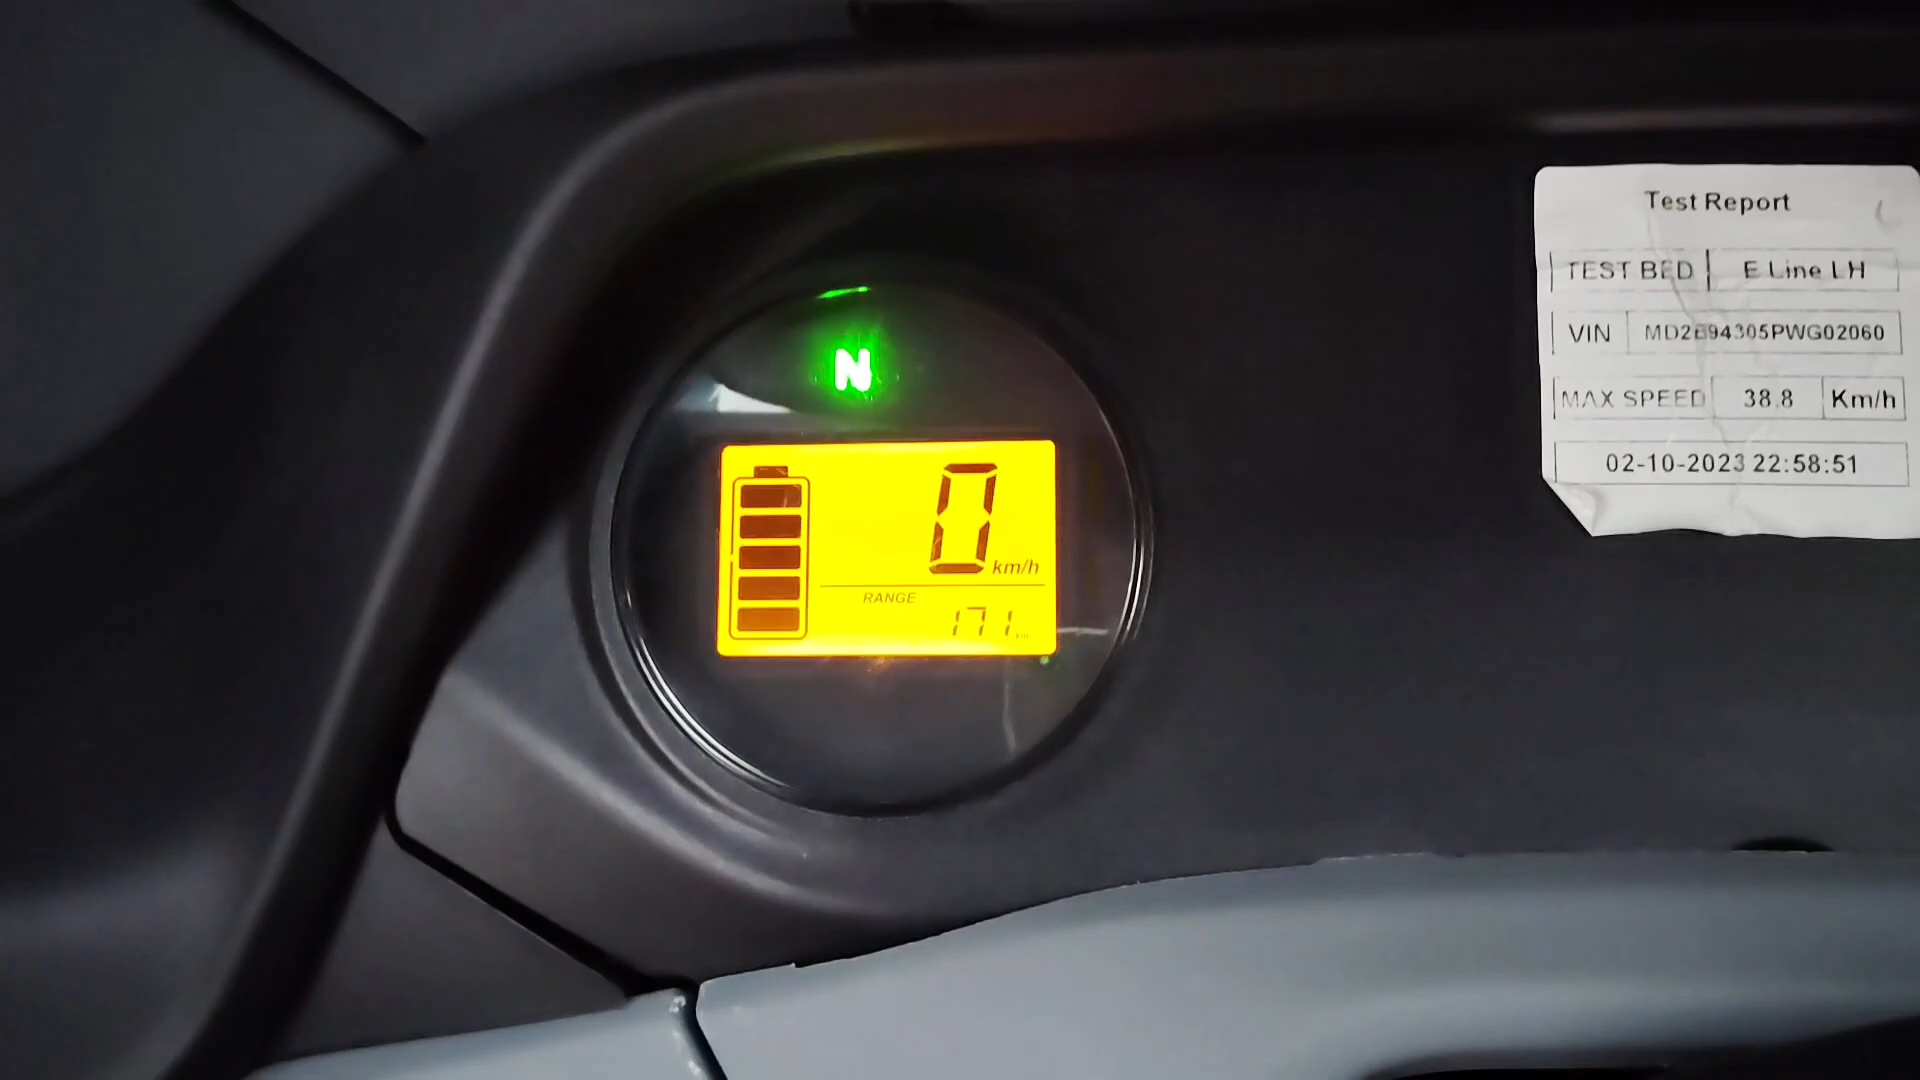 N
0 km/h
RANGE
171 km
Test Report
TEST BED E Line LH
VIN MD2B94305PWG02060
MAX SPEED 38.8 Km/h
02-10-2023 22:58:51